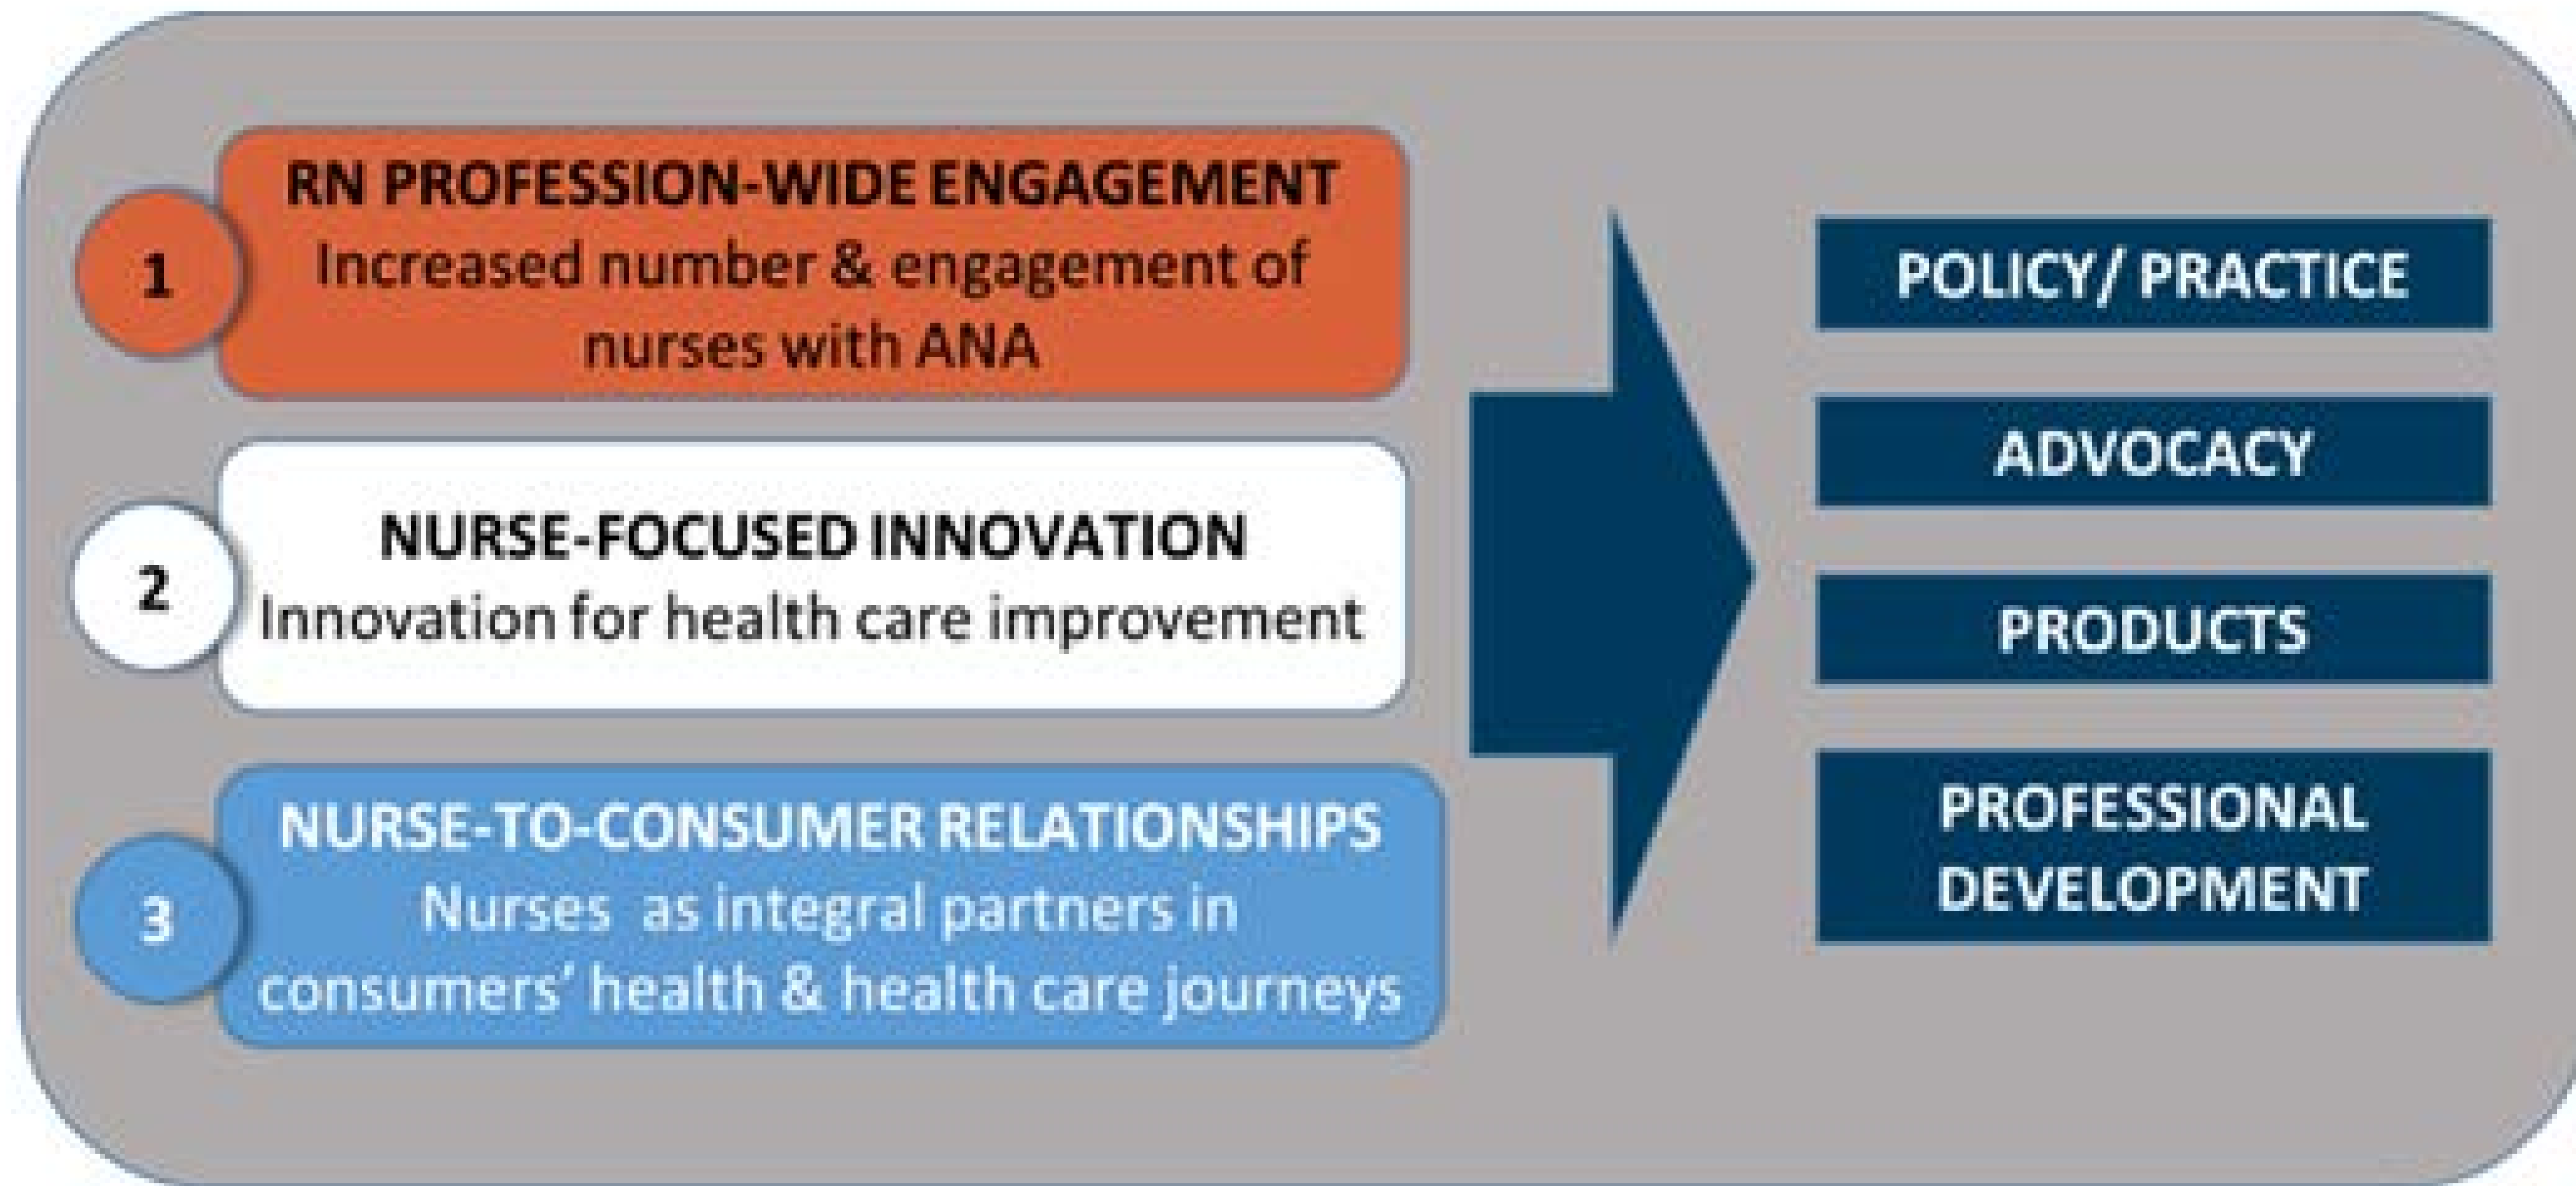 1
RN PROFESSION-WIDE ENGAGEMENT
Increased number & engagement of
nurses with ANA
2
NURSE-FOCUSED INNOVATION
Innovation for health care improvement
3
NURSE-TO-CONSUMER RELATIONSHIPS
Nurses as integral partners in
consumers’ health & health care journeys
POLICY/ PRACTICE
ADVOCACY
PRODUCTS
PROFESSIONAL
DEVELOPMENT